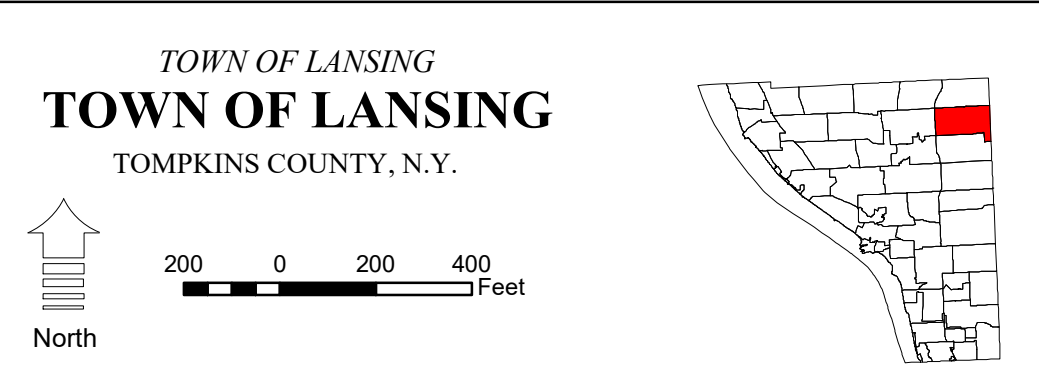 TOWN OF LANSING
TOWN OF LANSING
TOMPKINS COUNTY, N.Y.
200 0 200 400
Feet
North